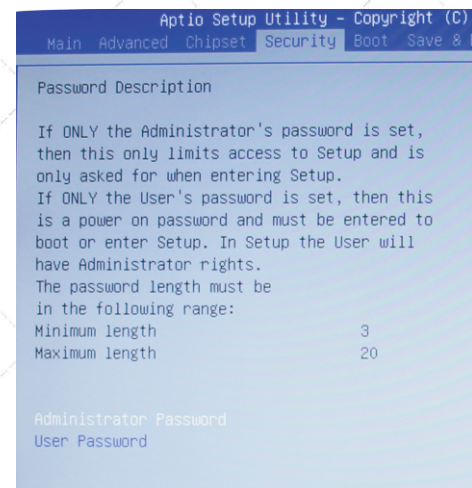 Aptio Setup Utility – Copyright (C)
Main Advanced Chipset Security Boot Save &
Password Description
If ONLY the Administrator's password is set,
then this only limits access to Setup and is
only asked for when entering Setup.
If ONLY the User's password is set, then this
is a power on password and must be entered to
boot or enter Setup. In Setup the User will
have Administrator rights.
The password length must be
in the following range:
Minimum length 3
Maximum length 20
Administrator Password
User Password